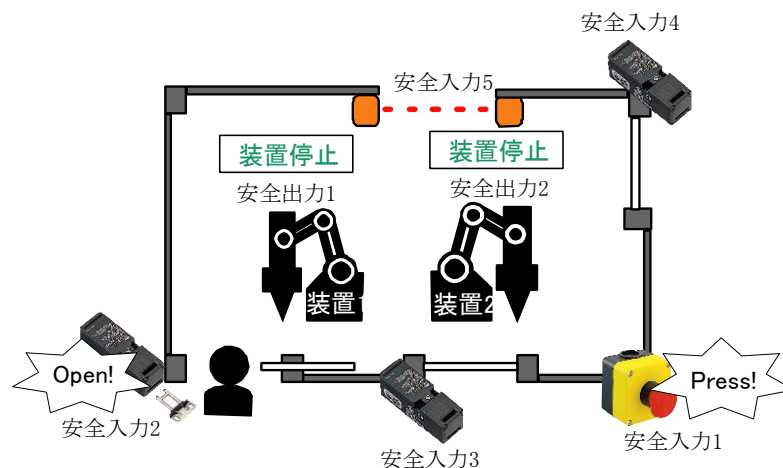 安全入力4
安全入力5
装置停止
装置停止
安全出力1
安全出力2
装置1
装置2
Open!
Press!
安全入力2
安全入力3
安全入力1